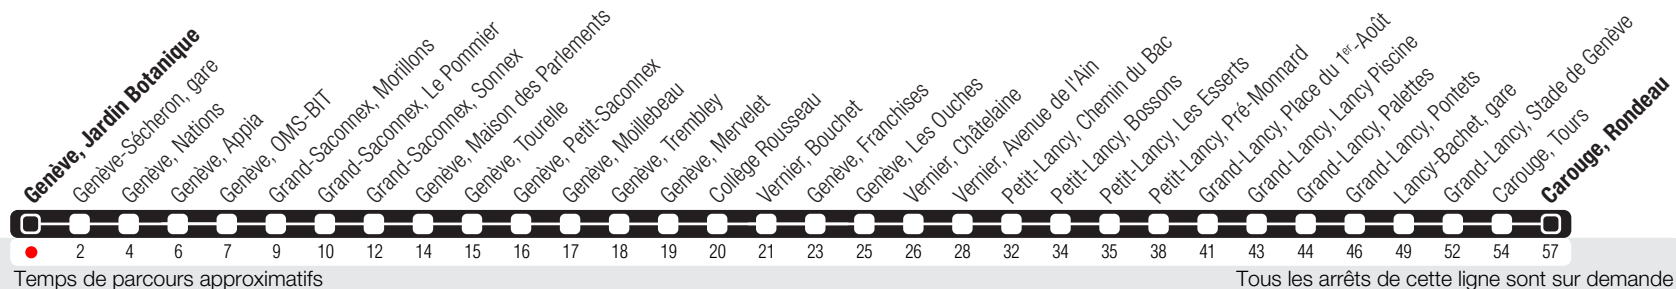 Genève, Jardin Botanique
Genève-Sécheron, gare
Genève, Nations
Genève, Appia
Genève, OMS-BIT
Grand-Saconnex, Morillons
Grand-Saconnex, Le Pommier
Grand-Saconnex, Sonnex
Genève, Maison des Parlements
Genève, Tourelle
Genève, Petit-Saconnex
Genève, Moillebeau
Genève, Trembley
Genève, Mervelet
Collège Rousseau
Vernier, Bouchet
Genève, Franchises
Genève, Les Ouches
Vernier, Châtelaine
Vernier, Avenue de l'Ain
Petit-Lancy, Chemin du Bac
Petit-Lancy, Bossons
Petit-Lancy, Les Esserts
Petit-Lancy, Pré-Monnard
Grand-Lancy, Place du 1er-Août
Grand-Lancy, Lancy Piscine
Grand-Lancy, Palettes
Grand-Lancy, Pontets
Lancy-Bachet, gare
Grand-Lancy, Stade de Genève
Carouge, Tours
Carouge, Rondeau
2 4 6 7 9 10 12 14 15 16 17 18 19 20 21 23 25 26 28 32 34 35 38 41 43 44 46 49 52 54 57
Temps de parcours approximatifs
Tous les arrêts de cette ligne sont sur demande